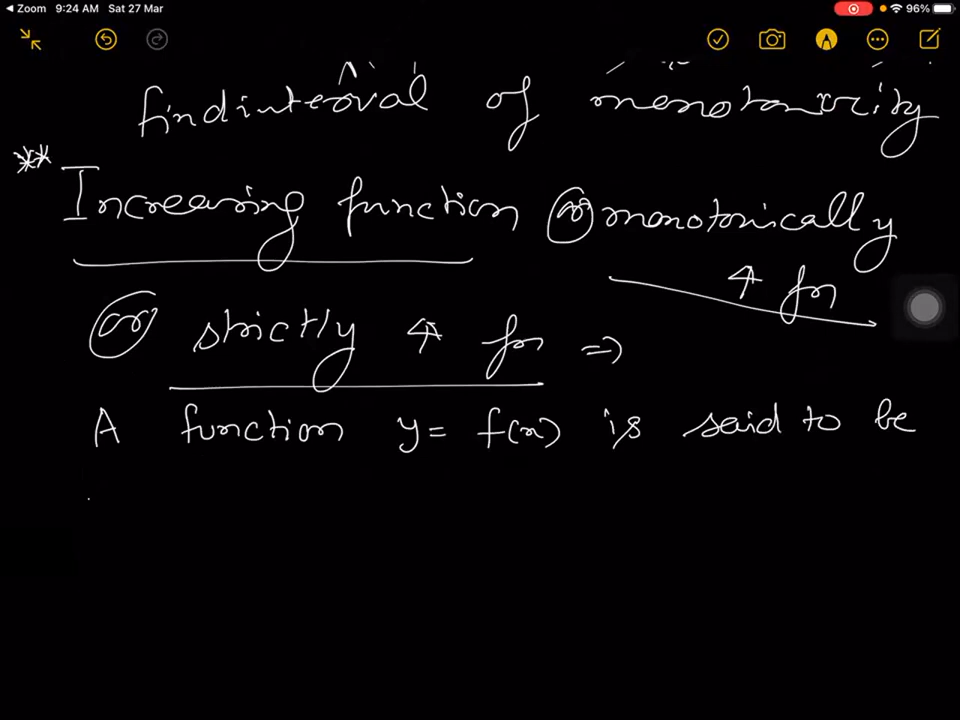 Zoom 9:24 AM Sat 27 Mar 96%
find interval of monotonocity
** Increasing function or monotonically
↑ fn
or strictly ↑ fn =>
A function y = f(x) is said to be